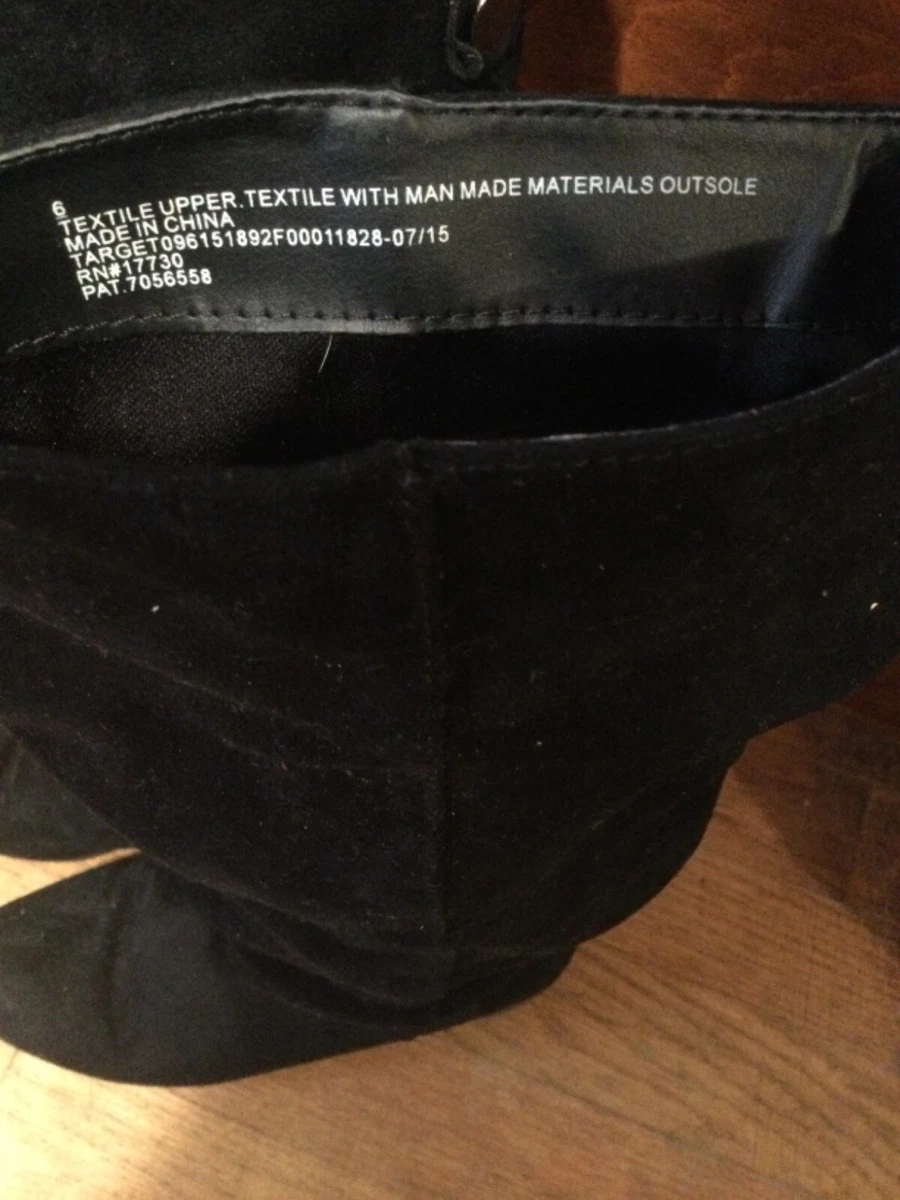 6
TEXTILE UPPER.TEXTILE WITH MAN MADE MATERIALS OUTSOLE
MADE IN CHINA
TARGET096151892F00011828-07/15
RN#17730
PAT.7056558